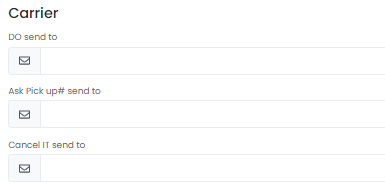 Carrier
DO send to
Ask Pick up# send to
Cancel IT send to